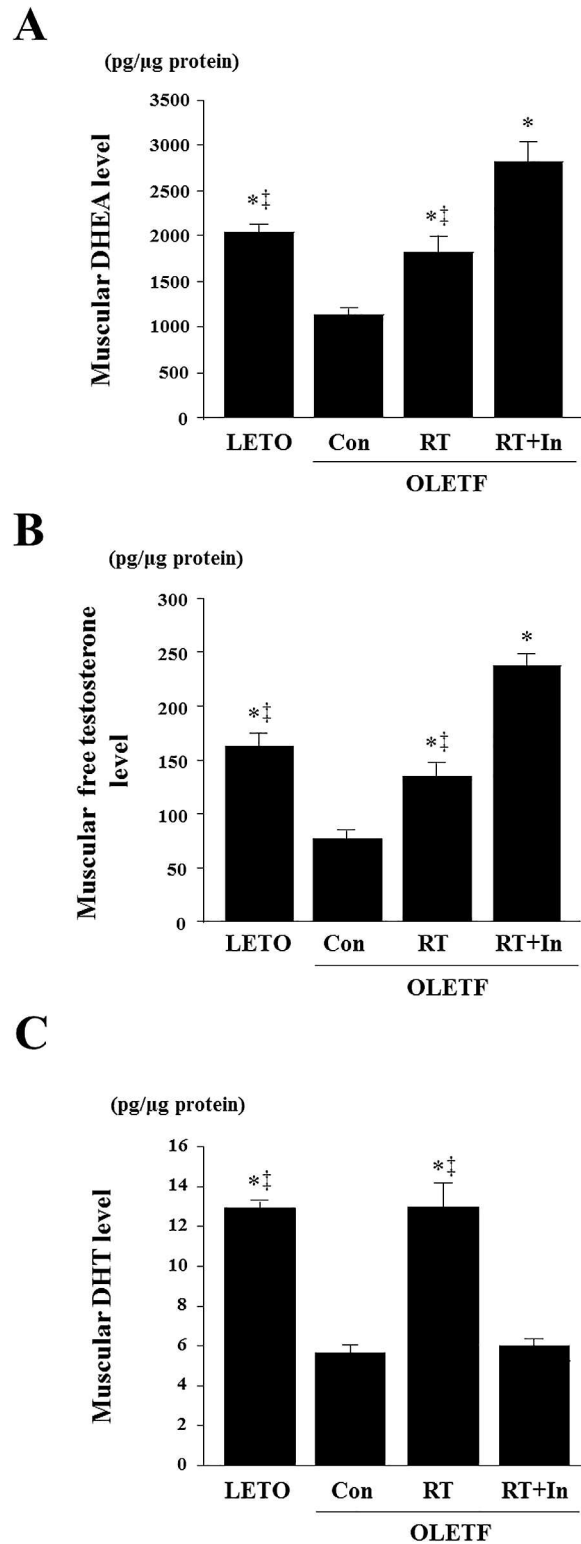 A
(pg/µg protein)
Muscular DHEA level
3500
3000
2500
2000
1500
1000
500
0
*‡
*‡
*
LETO Con RT RT+In
OLETF
B
(pg/µg protein)
Muscular free testosterone
level
300
250
200
150
100
50
0
*‡
*‡
*
LETO Con RT RT+In
OLETF
C
(pg/µg protein)
Muscular DHT level
16
14
12
10
8
6
4
2
0
*‡
*‡
LETO Con RT RT+In
OLETF